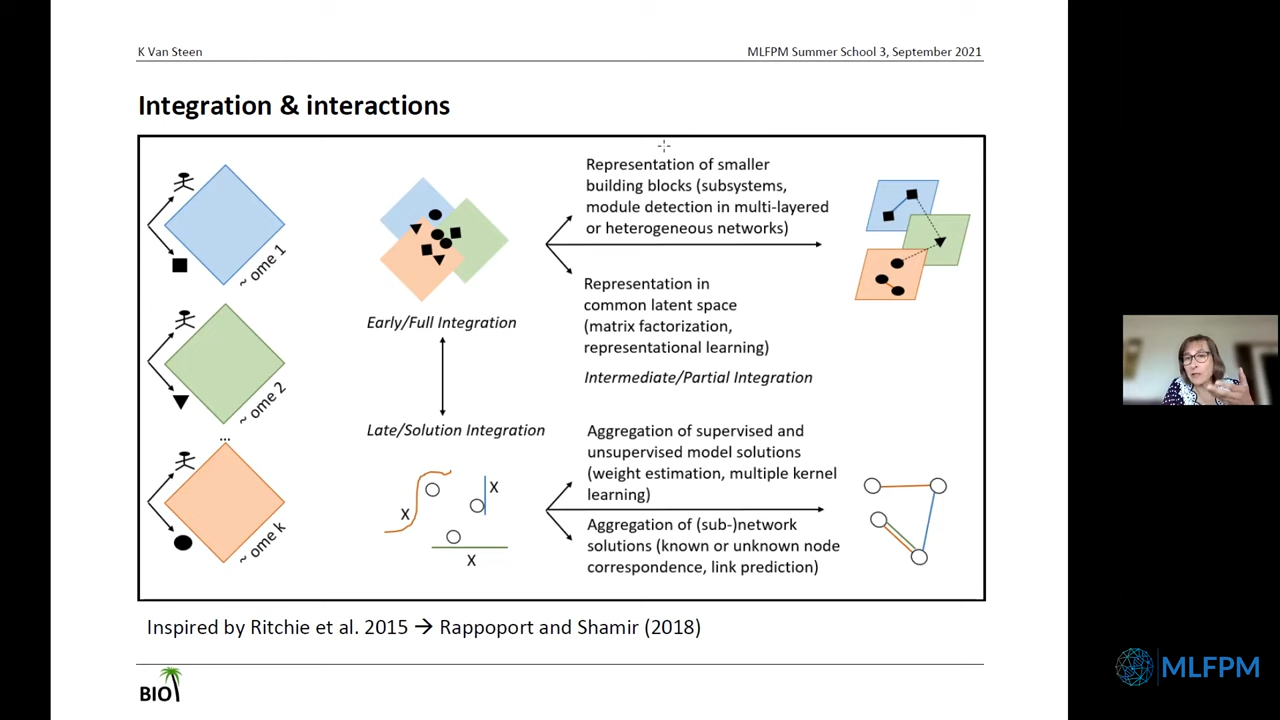 K Van Steen
MLFPM Summer School 3, September 2021
Integration & interactions
~ ome 1
~ ome 2
...
~ ome k
Early/Full Integration
Late/Solution Integration
X
X
X
Representation of smaller
building blocks (subsystems,
module detection in multi-layered
or heterogeneous networks)
Representation in
common latent space
(matrix factorization,
representational learning)
Intermediate/Partial Integration
Aggregation of supervised and
unsupervised model solutions
(weight estimation, multiple kernel
learning)
Aggregation of (sub-)network
solutions (known or unknown node
correspondence, link prediction)
Inspired by Ritchie et al. 2015 → Rappoport and Shamir (2018)
BIO
MLFPM